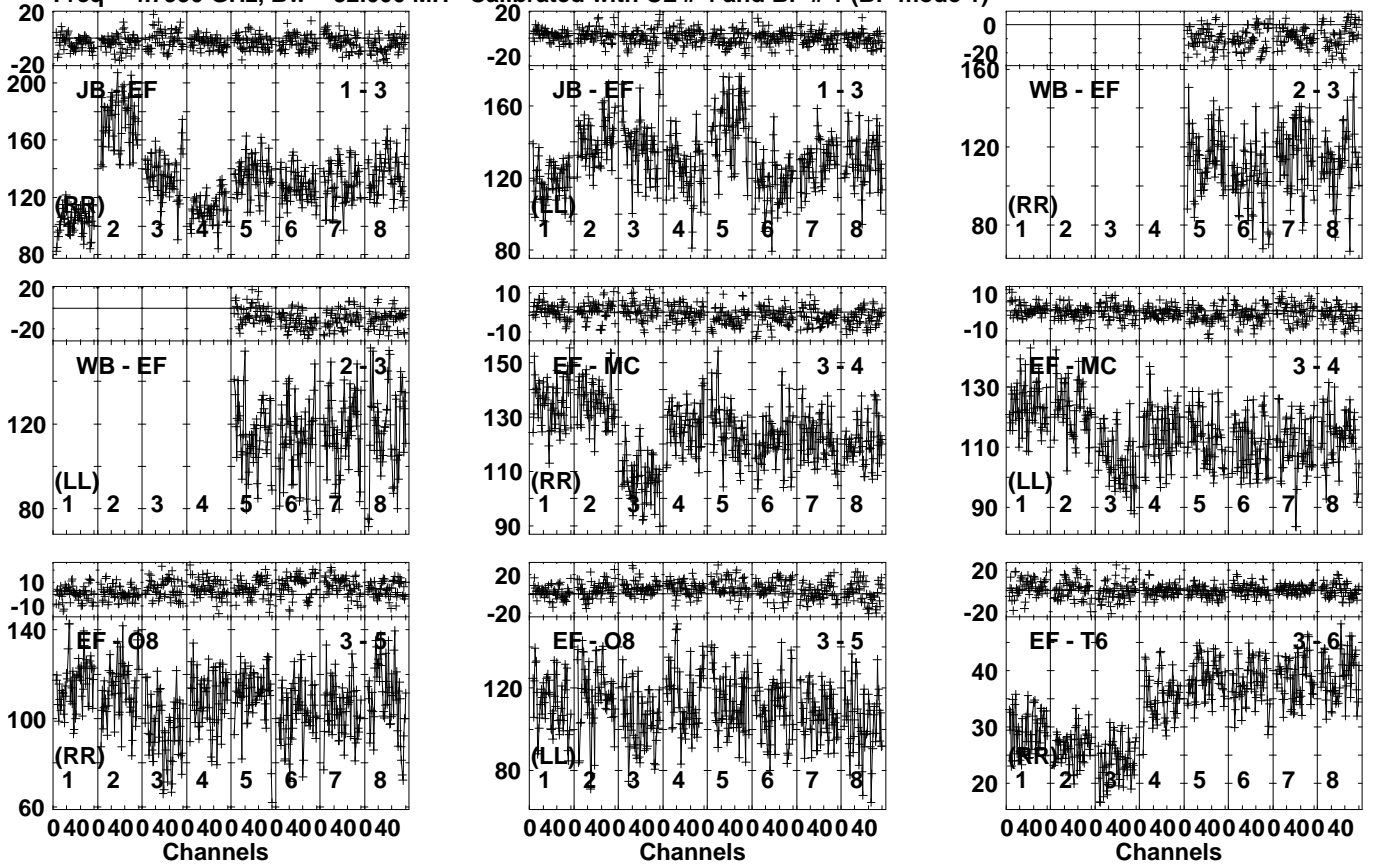 20 20 0
-20 -20 -20
200 JB - EF 1 - 3 160 JB - EF 1 - 3 160 WB - EF 2 - 3
160
120 120 120
(RR) (LL) (RR)
1 2 3 4 5 6 7 8 1 2 3 4 5 6 7 8 1 2 3 4 5 6 7 8
80 80 80
20 10 10
-20 -10 -10
WB - EF 2 - 3 150 EF - MC 3 - 4 130 EF - MC 3 - 4
120 130 110
110
(LL) (RR) (LL)
1 2 3 4 5 6 7 8 1 2 3 4 5 6 7 8 1 2 3 4 5 6 7 8
80 90 90
10 20 20
-10 -20 -20
140 EF - O8 3 - 5 EF - O8 3 - 5 EF - T6 3 - 6
40
100 120 30
(RR) (LL) (RR)
1 2 3 4 5 6 7 8 1 2 3 4 5 6 7 8 1 2 3 4 5 6 7 8
60 80 20
0 40 0 40 0 40 0 40 0 40 0 40 0 40 0 40 0 40 0 40 0 40 0 40 0 40 0 40 0 40 0 40 0 40 0 40 0 40 0 40 0 40 0 40 0 40 0 40
Channels Channels Channels